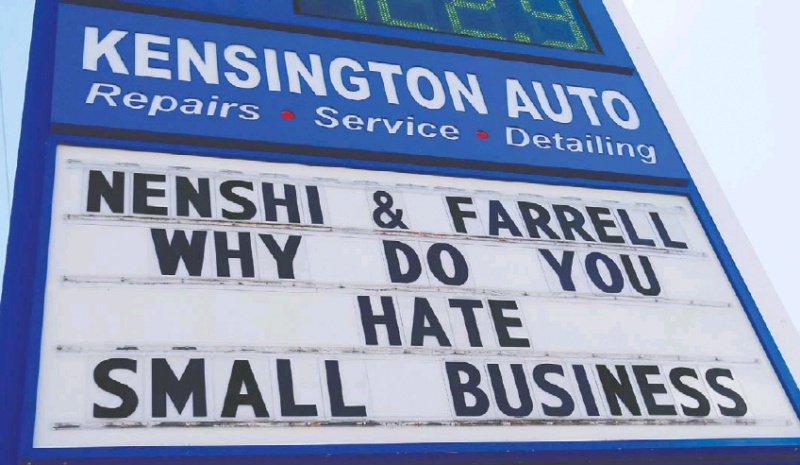 KENSINGTON AUTO
Repairs • Service • Detailing
NENSHI & FARRELL
WHY DO YOU
HATE
SMALL BUSINESS